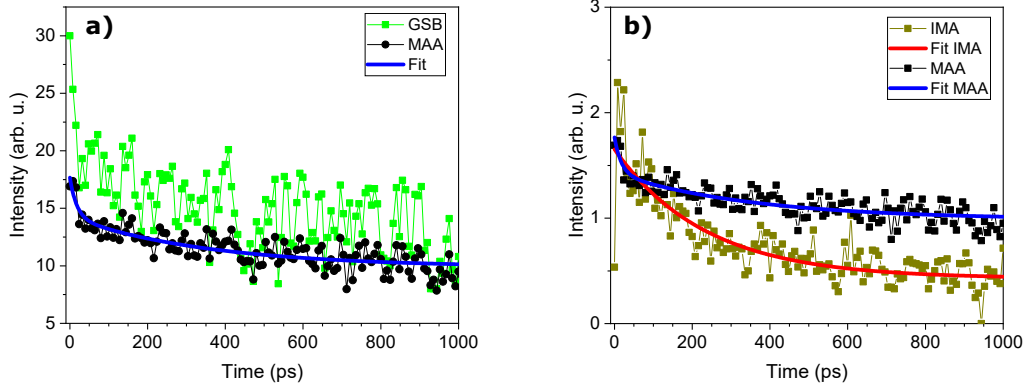 a)
GSB
MAA
Fit
30
25
20
15
10
5
Intensity (arb. u.)
0 200 400 600 800 1000
Time (ps)
b)
IMA
Fit IMA
MAA
Fit MAA
3
2
1
0
Intensity (arb. u.)
0 200 400 600 800 1000
Time (ps)